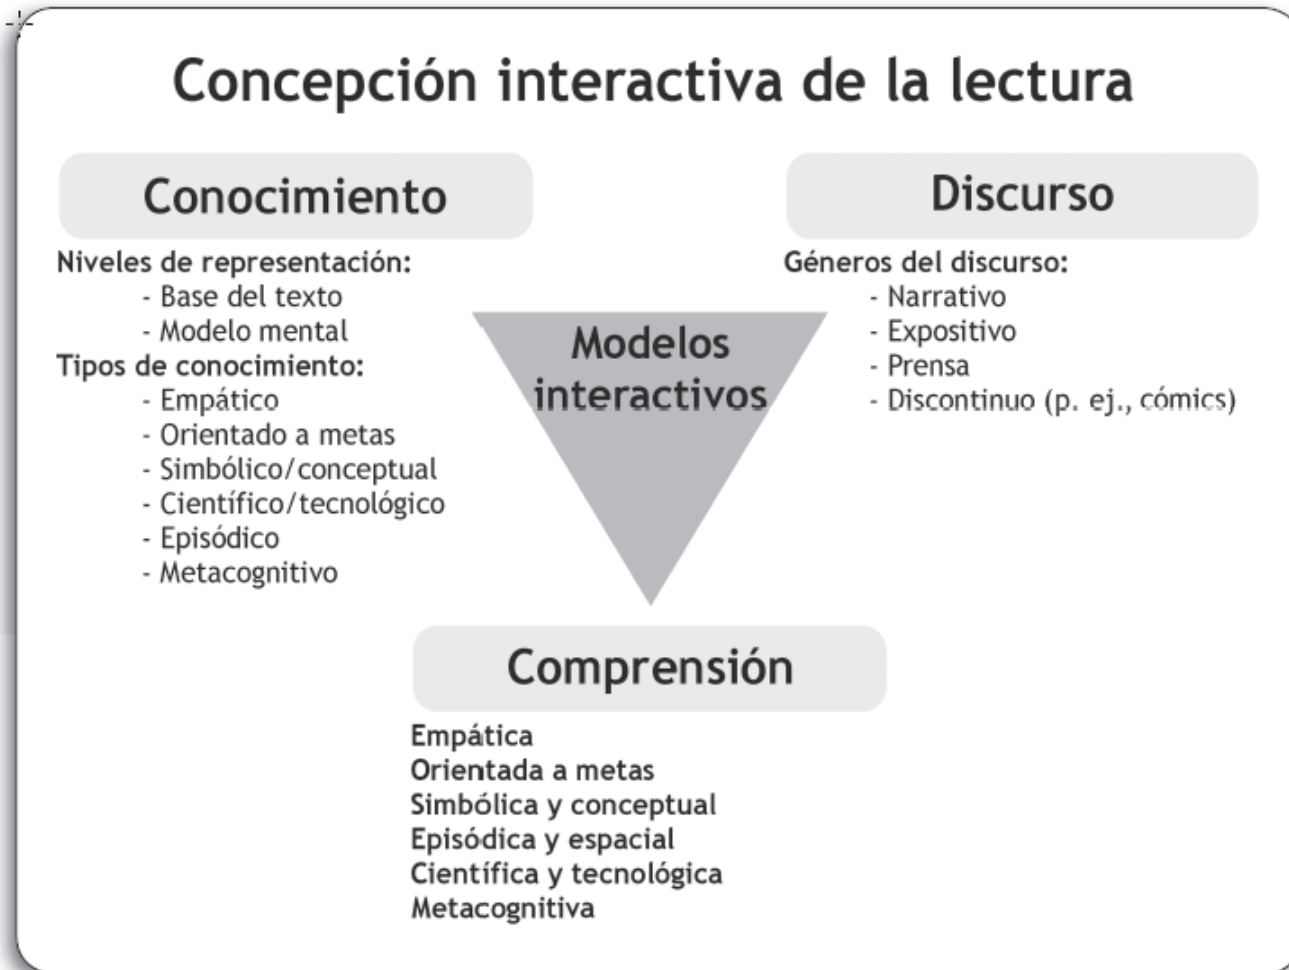 Concepción interactiva de la lectura
Conocimiento
Niveles de representación:
- Base del texto
- Modelo mental
Tipos de conocimiento:
- Empático
- Orientado a metas
- Simbólico/conceptual
- Científico/tecnológico
- Episódico
- Metacognitivo
Modelos
interactivos
Discurso
Géneros del discurso:
- Narrativo
- Expositivo
- Prensa
- Discontinuo (p. ej., cómics)
Comprensión
Empática
Orientada a metas
Simbólica y conceptual
Episódica y espacial
Científica y tecnológica
Metacognitiva